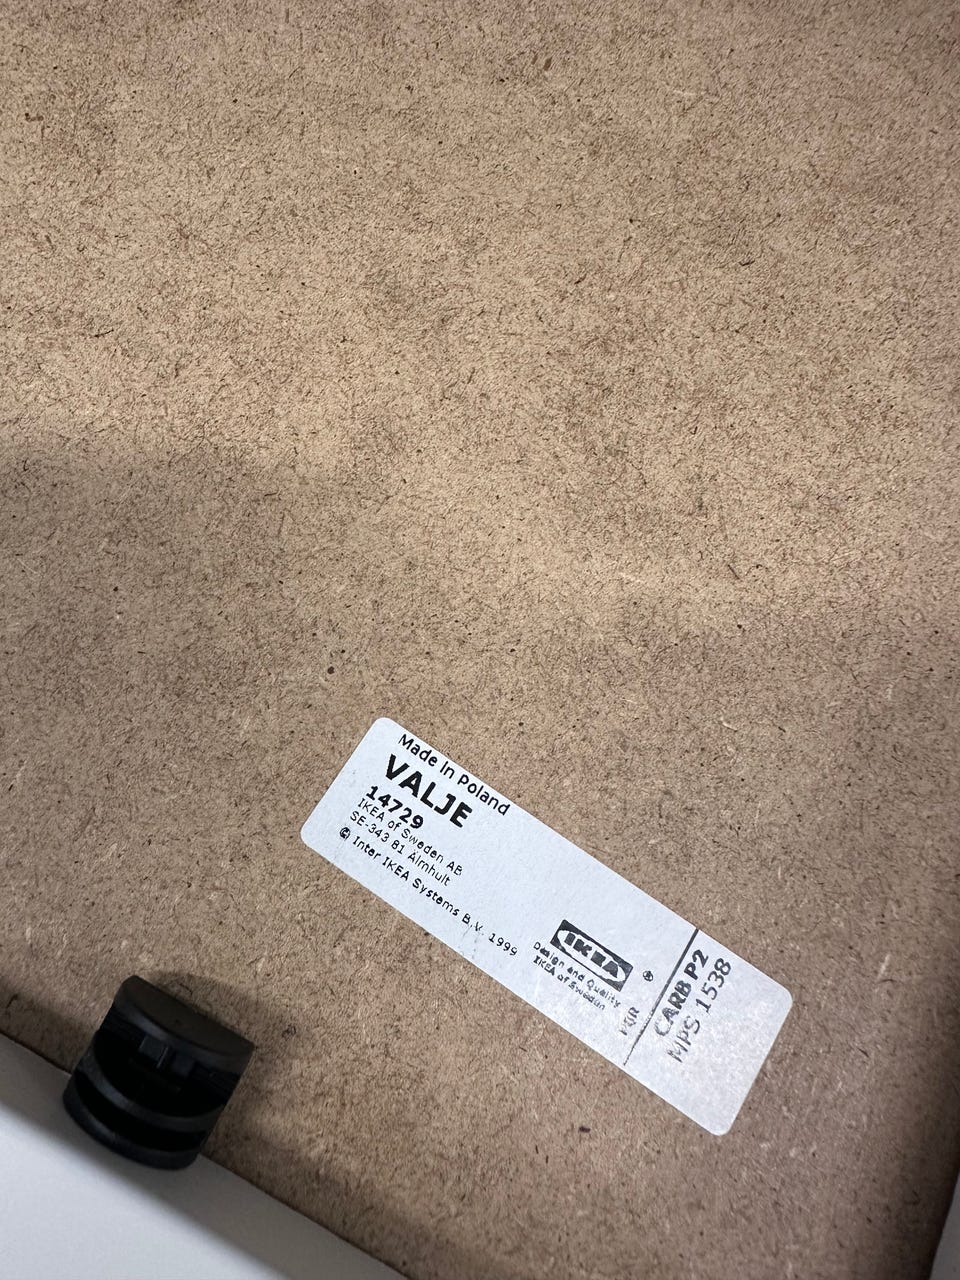 Made in Poland
VALJE
14729
IKEA of Sweden AB
SE-343 81 Älmhult
© Inter IKEA Systems B.V. 1999
IKEA ®
Design and Quality
IKEA of Sweden
PQR
CARB P2
MPS 1538